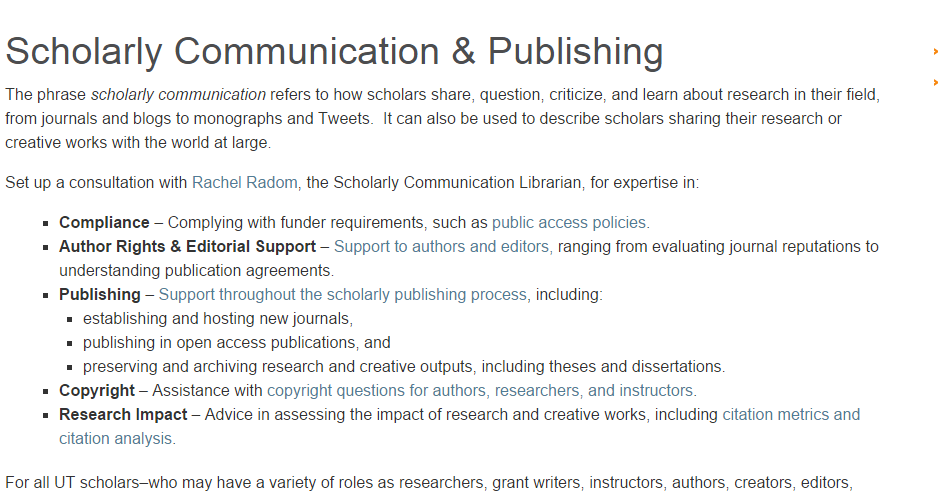 Scholarly Communication & Publishing
The phrase scholarly communication refers to how scholars share, question, criticize, and learn about research in their field,
from journals and blogs to monographs and Tweets.  It can also be used to describe scholars sharing their research or
creative works with the world at large.
Set up a consultation with Rachel Radom, the Scholarly Communication Librarian, for expertise in:
▪ Compliance – Complying with funder requirements, such as public access policies.
▪ Author Rights & Editorial Support – Support to authors and editors, ranging from evaluating journal reputations to
understanding publication agreements.
▪ Publishing – Support throughout the scholarly publishing process, including:
▪ establishing and hosting new journals,
▪ publishing in open access publications, and
▪ preserving and archiving research and creative outputs, including theses and dissertations.
▪ Copyright – Assistance with copyright questions for authors, researchers, and instructors.
▪ Research Impact – Advice in assessing the impact of research and creative works, including citation metrics and
citation analysis.
For all UT scholars–who may have a variety of roles as researchers, grant writers, instructors, authors, creators, editors,